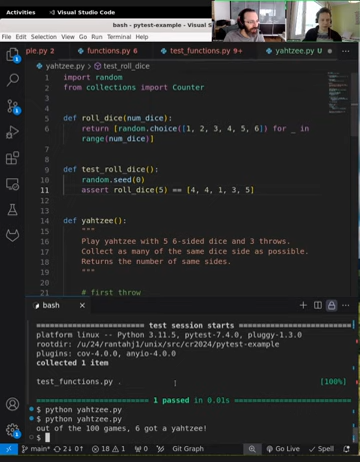 Activities
Visual Studio Code
bash - pytest-example - Visual S
File Edit Selection View Go Run Terminal Help
ple.py 2
functions.py 6
test_functions.py 9+
yahtzee.py U
yahtzee.py > test_roll_dice
1 import random
2 from collections import Counter
3
4
5 def roll_dice(num_dice):
6 return [random.choice([1, 2, 3, 4, 5, 6]) for _ in
range(num_dice)]
7
8
9 def test_roll_dice():
10 random.seed(0)
11 assert roll_dice(5) == [4, 4, 1, 3, 5]
12
13
14 def yahtzee():
15 """
16 Play yahtzee with 5 6-sided dice and 3 throws.
17 Collect as many of the same dice side as possible.
18 Returns the number of same sides.
19 """
20
21 # first throw
bash
test session starts
platform linux -- Python 3.11.5, pytest-7.4.0, pluggy-1.3.0
rootdir: /u/24/rantahj1/unix/src/cr2024/pytest-example
plugins: cov-4.0.0, anyio-4.0.0
collected 1 item
test_functions.py . [100%]
1 passed in 0.01s
$ python yahtzee.py
$ python yahtzee.py
out of the 100 games, 6 got a yahtzee!
$
main* 2↓ 0↑ 18 1 Git Graph Go Live Spell